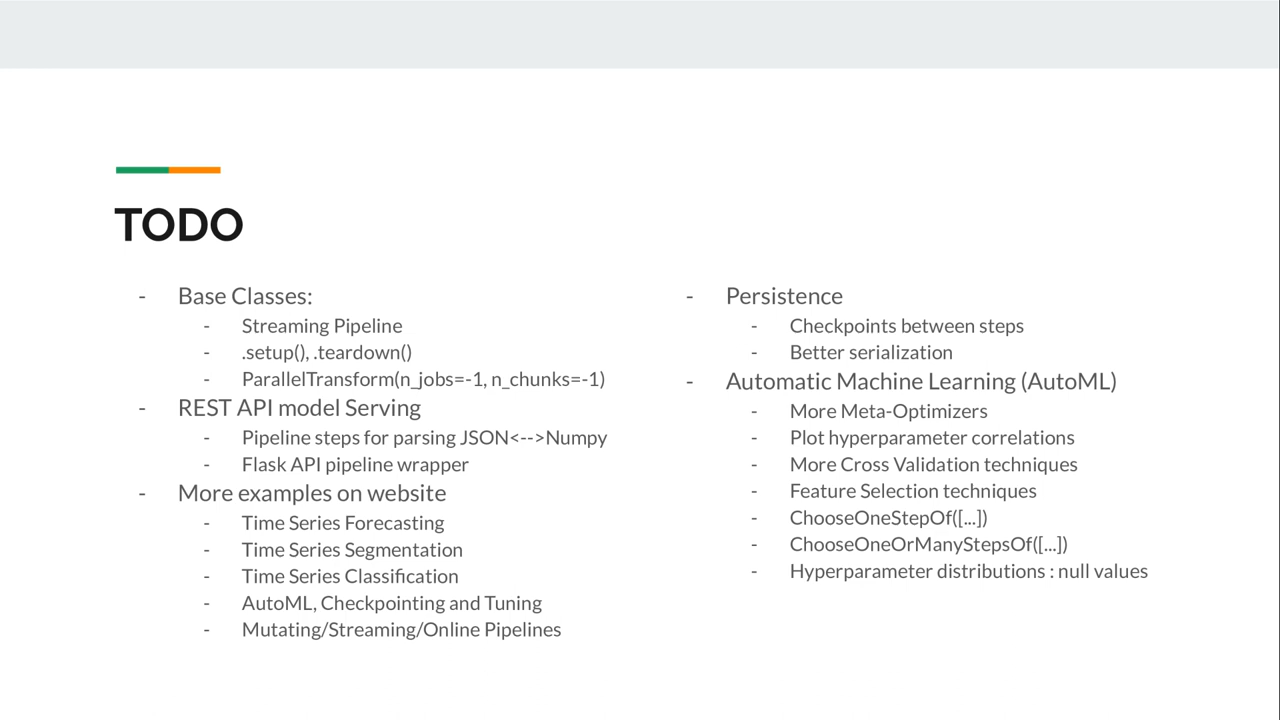 TODO
- Base Classes:
- Streaming Pipeline
- .setup(), .teardown()
- ParallelTransform(n_jobs=-1, n_chunks=-1)
- REST API model Serving
- Pipeline steps for parsing JSON<-->Numpy
- Flask API pipeline wrapper
- More examples on website
- Time Series Forecasting
- Time Series Segmentation
- Time Series Classification
- AutoML, Checkpointing and Tuning
- Mutating/Streaming/Online Pipelines
- Persistence
- Checkpoints between steps
- Better serialization
- Automatic Machine Learning (AutoML)
- More Meta-Optimizers
- Plot hyperparameter correlations
- More Cross Validation techniques
- Feature Selection techniques
- ChooseOneStepOf([...])
- ChooseOneOrManyStepsOf([...])
- Hyperparameter distributions : null values